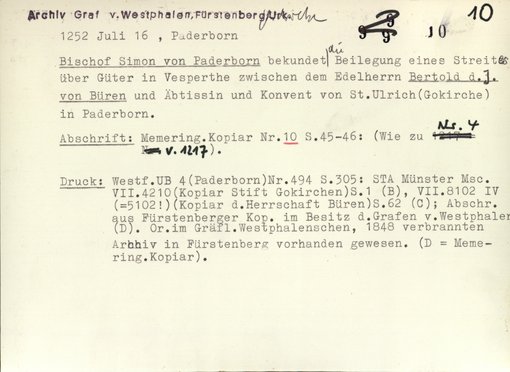 Archiv Graf v.Westphalen,Fürstenberg,Urk. 10 10
1252 Juli 16 , Paderborn
Bischof Simon von Paderborn bekundet die Beilegung eines Streites
über Güter in Vesperthe zwischen dem Edelherrn Bertold d.J.
von Büren und Äbtissin und Konvent von St.Ulrich(Gokirche)
in Paderborn.
Abschrift: Memering.Kopiar Nr.10 S.45-46: (Wie zu Nr. 4
v. 1217).
Druck: Westf.UB 4(Paderborn)Nr.494 S.305: STA Münster Msc.
VII.4210(Kopiar Stift Gokirchen)S.1 (B), VII.8102 IV
(=5102!)(Kopiar d.Herrschaft Büren)S.62 (C); Abschr.
aus Fürstenberger Kop. im Besitz d.Grafen v.Westphalen
(D). Or.im Gräfl.Westphalenschen, 1848 verbrannten
Archiv in Fürstenberg vorhanden gewesen. (D = Meme-
ring.Kopiar).